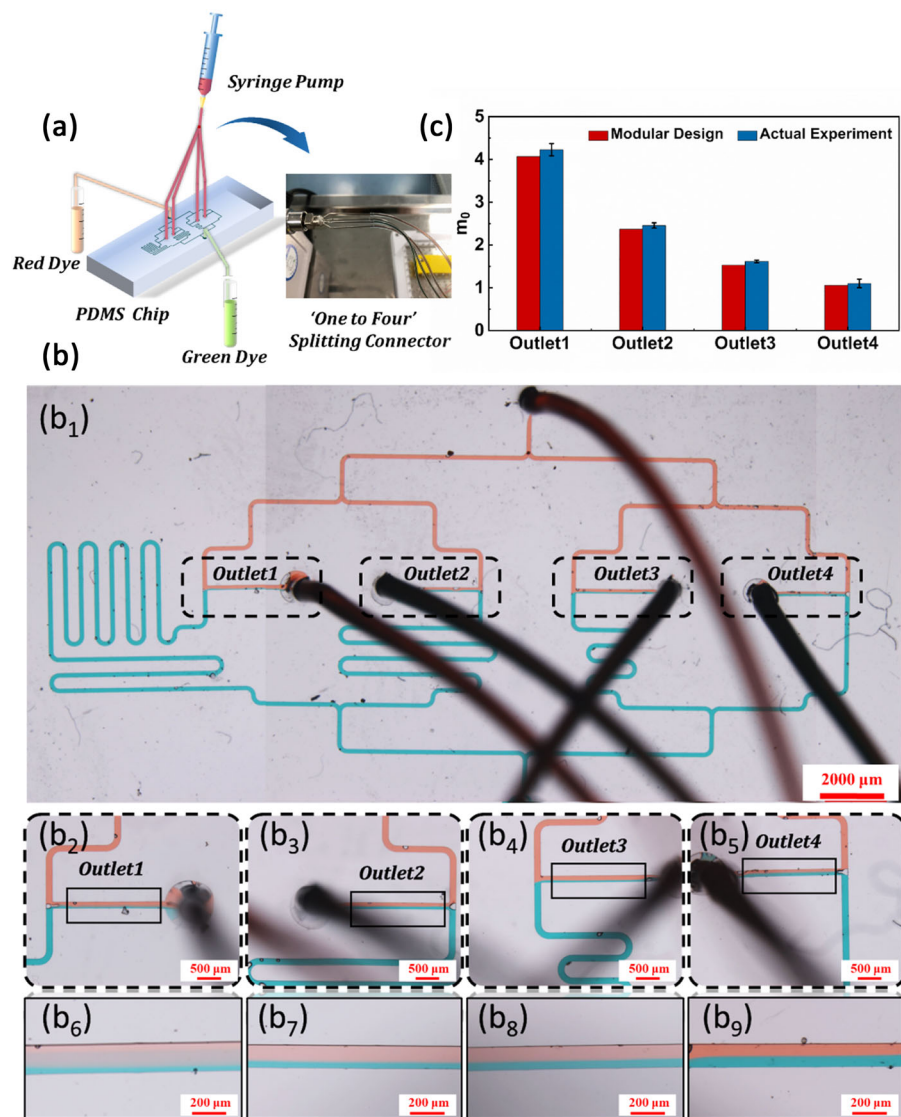 Syringe Pump
(a)
Red Dye
PDMS Chip
Green Dye
'One to Four'
Splitting Connector
(c)
Modular Design
Actual Experiment
m0
5
4
3
2
1
0
Outlet1
Outlet2
Outlet3
Outlet4
(b)
(b1)
Outlet1
Outlet2
Outlet3
Outlet4
2000 µm
(b2)
Outlet1
500 µm
(b3)
Outlet2
500 µm
(b4)
Outlet3
500 µm
(b5)
Outlet4
500 µm
(b6)
200 µm
(b7)
200 µm
(b8)
200 µm
(b9)
200 µm